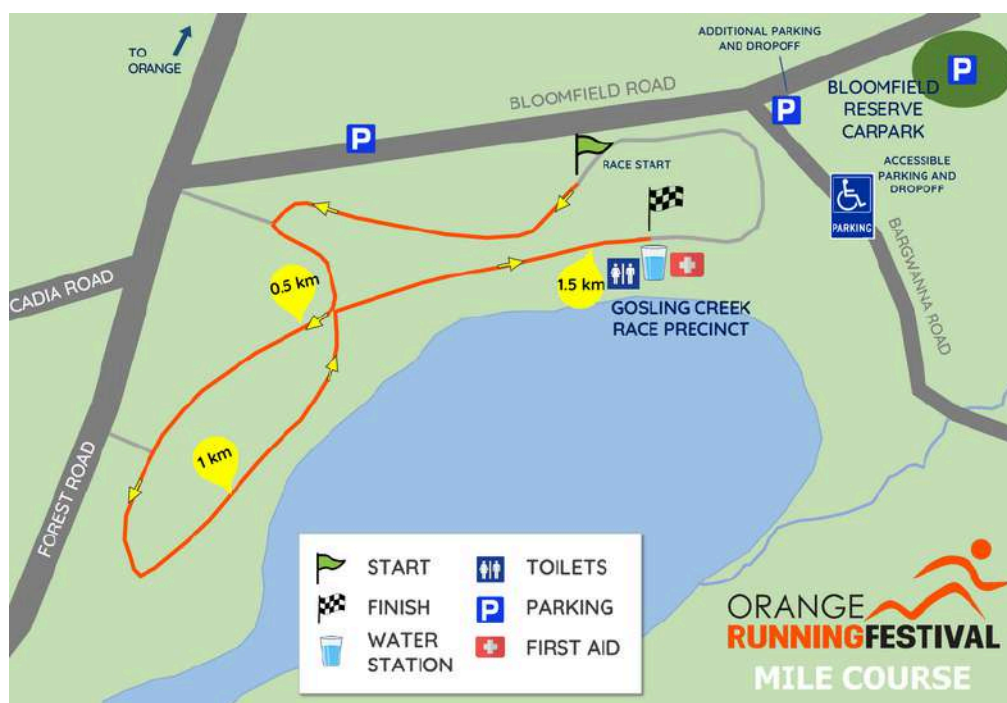 TO
ORANGE
ADDITIONAL PARKING
AND DROPOFF
P
BLOOMFIELD ROAD
P
P
BLOOMFIELD
RESERVE
CARPARK
RACE START
ACCESSIBLE
PARKING AND
DROPOFF
PARKING
CADIA ROAD
0.5 km
1.5 km
GOSLING CREEK
RACE PRECINCT
BARGWANNA ROAD
1 km
FOREST ROAD
START
TOILETS
FINISH
P
PARKING
WATER
STATION
FIRST AID
ORANGE
RUNNINGFESTIVAL
MILE COURSE